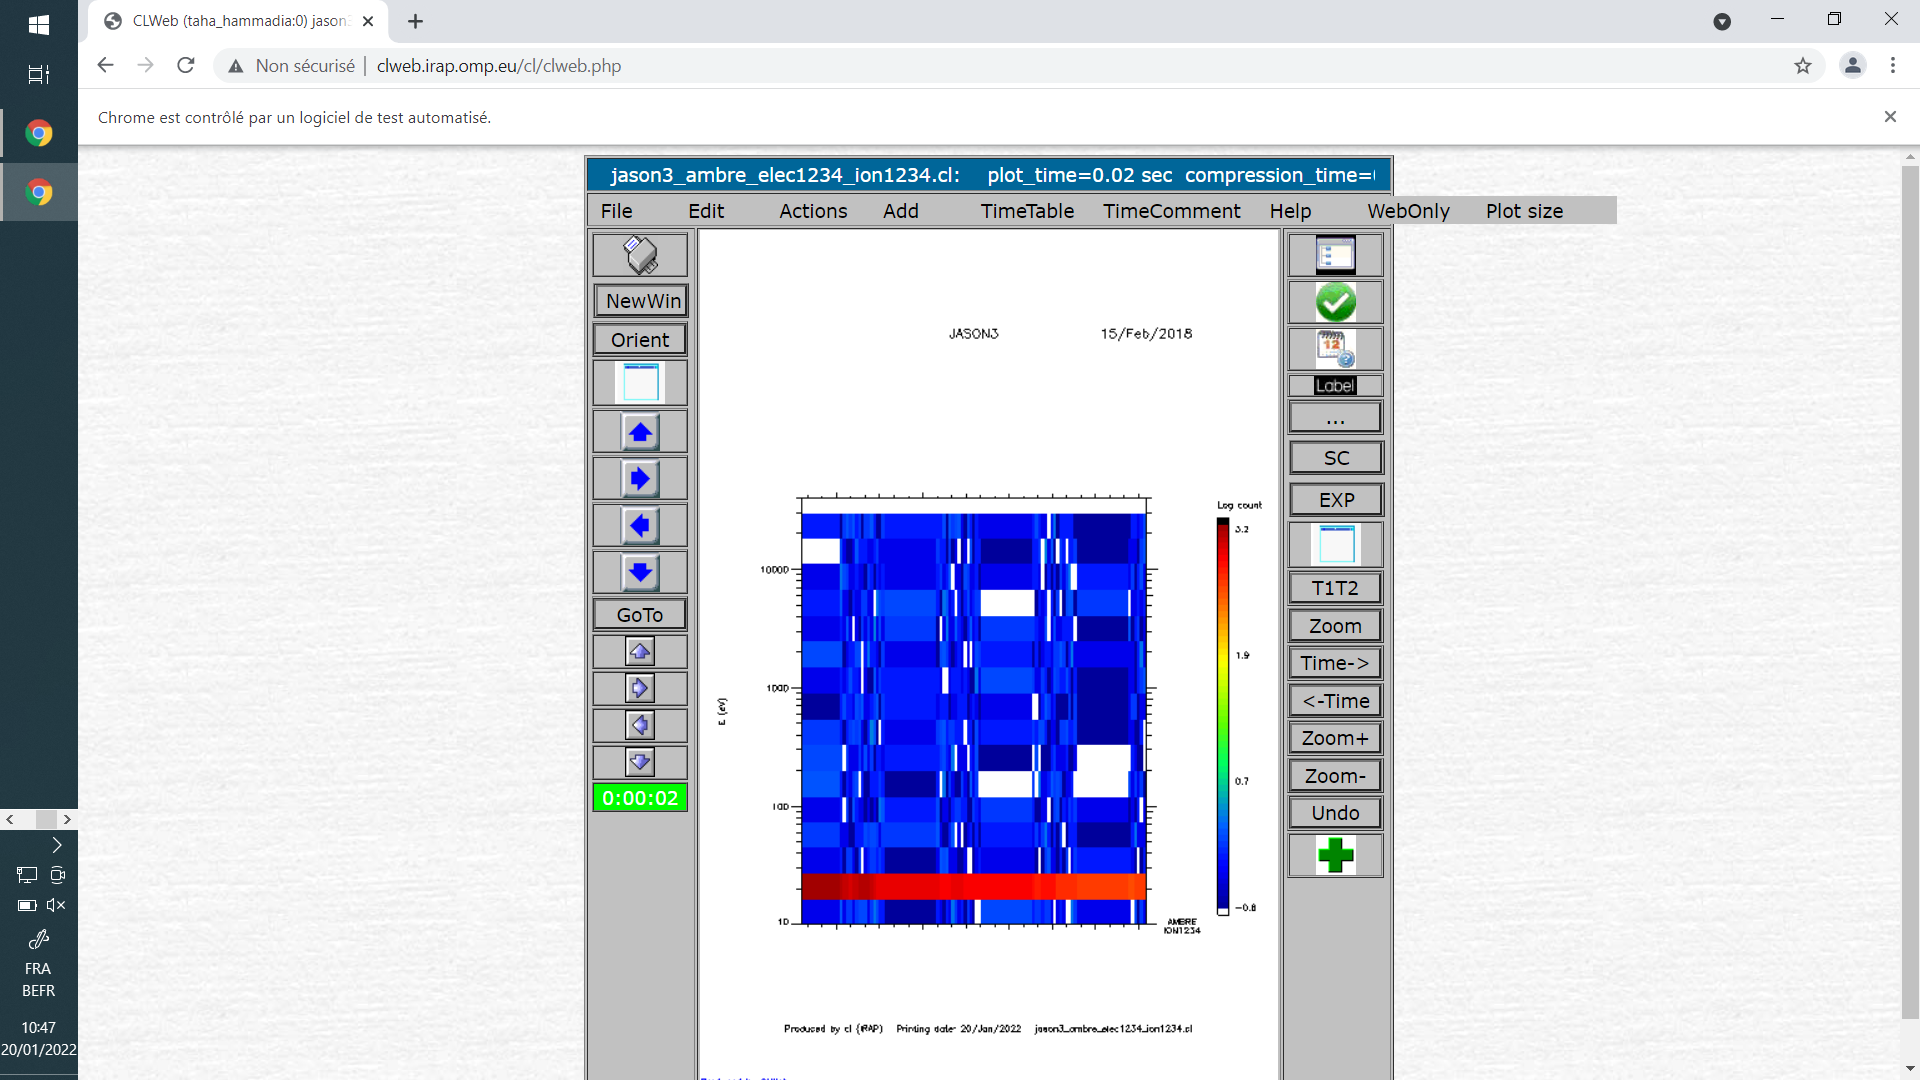 CLWeb (taha_hammadia:0) jason3
Non sécurisé | clweb.irap.omp.eu/cl/clweb.php
Chrome est contrôlé par un logiciel de test automatisé.
jason3_ambre_elec1234_ion1234.cl: plot_time=0.02 sec compression_time=
File Edit Actions Add TimeTable TimeComment Help WebOnly Plot size
NewWin
Orient
GoTo
0:00:02
JASON3 15/Feb/2018
Log count
3.2
1.9
0.7
-0.8
10000
1000
100
10
E (eV)
AMBRE
ION1234
Produced by cl (IRAP) Printing date: 20/Jan/2022 jason3_ambre_elec1234_ion1234.cl
12
Label
...
SC
EXP
T1T2
Zoom
Time->
<-Time
Zoom+
Zoom-
Undo
FRA
BEFR
10:47
20/01/2022